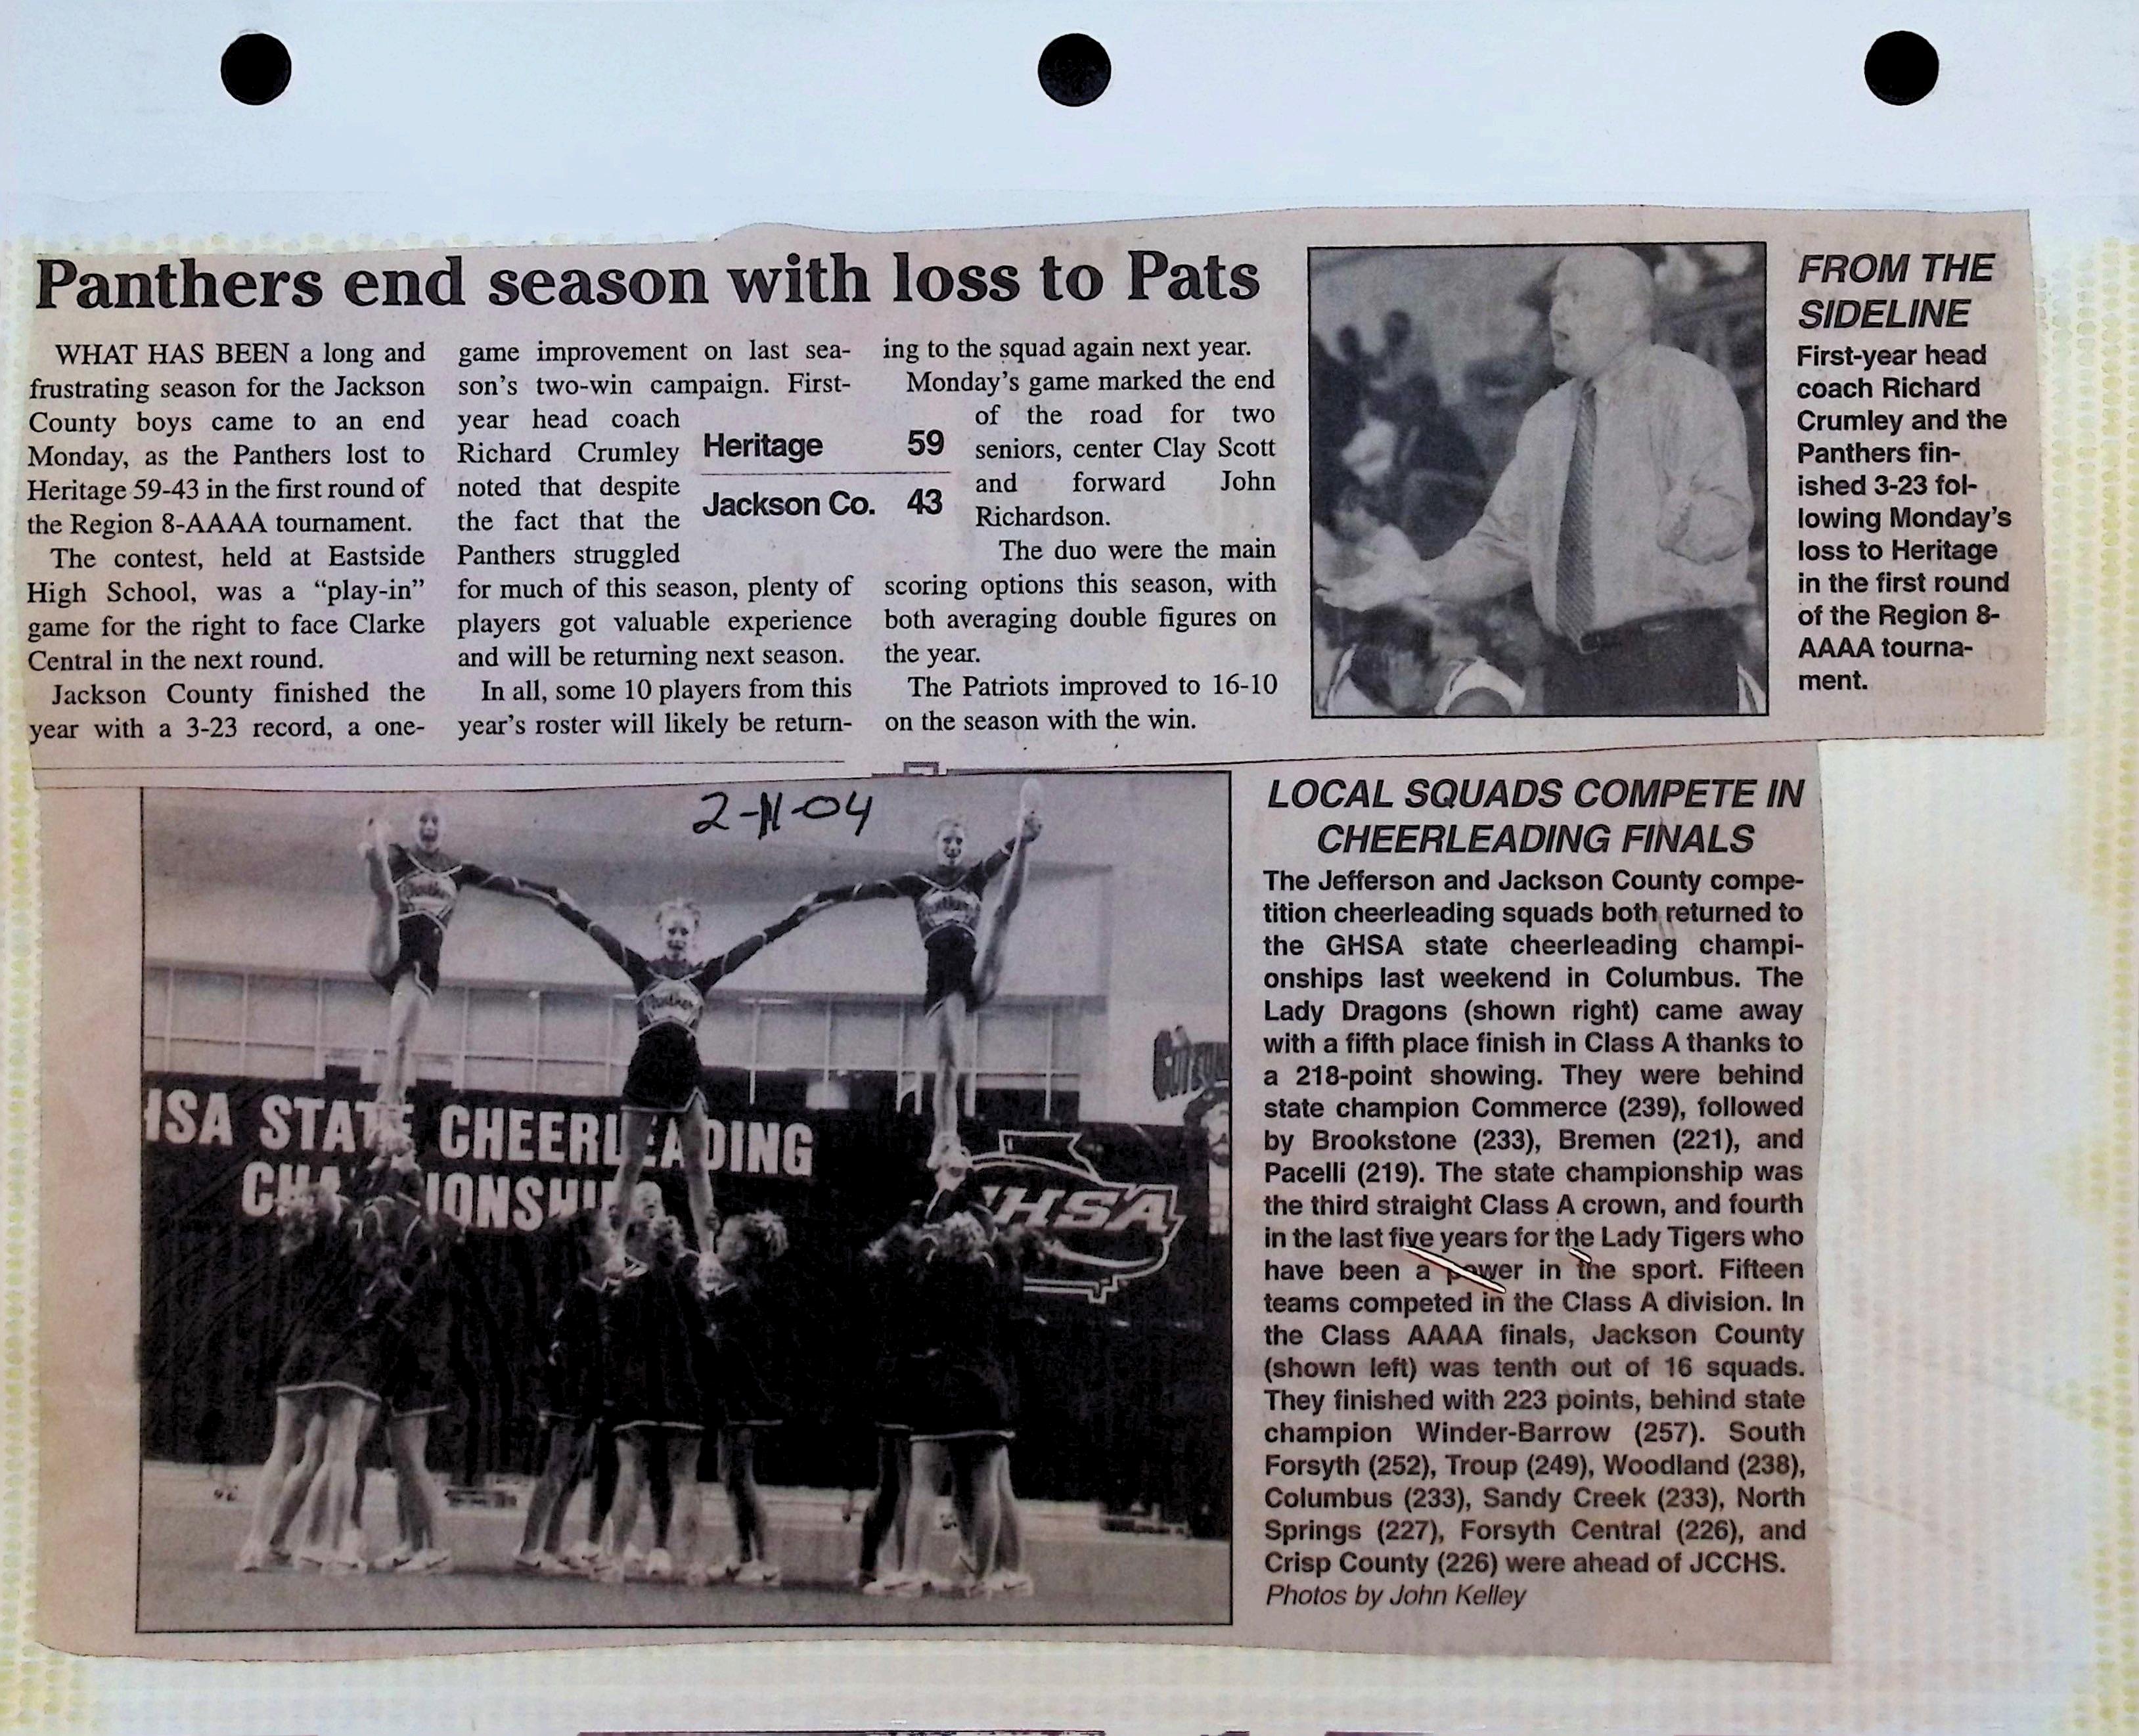 Panthers end season with loss to Pats
WHAT HAS BEEN a long and
frustrating season for the Jackson
County boys came to an end
Monday, as the Panthers lost to
Heritage 59-43 in the first round of
the Region 8-AAAA tournament.
The contest, held at Eastside
High School, was a “play-in”
game for the right to face Clarke
Central in the next round.
Jackson County finished the
year with a 3-23 record, a one-
game improvement on last sea-
son’s two-win campaign. First-
year head coach
Richard Crumley
noted that despite
the fact that the
Panthers struggled
for much of this season, plenty of
players got valuable experience
and will be returning next season.
In all, some 10 players from this
year’s roster will likely be return-
Heritage 59
Jackson Co. 43
ing to the squad again next year.
Monday’s game marked the end
of the road for two
seniors, center Clay Scott
and forward John
Richardson.
The duo were the main
scoring options this season, with
both averaging double figures on
the year.
The Patriots improved to 16-10
on the season with the win.
FROM THE
SIDELINE
First-year head
coach Richard
Crumley and the
Panthers fin-
ished 3-23 fol-
lowing Monday’s
loss to Heritage
in the first round
of the Region 8-
AAAA tourna-
ment.
2-11-04
HSA STATE CHEERLEADING
GHSA
LOCAL SQUADS COMPETE IN
CHEERLEADING FINALS
The Jefferson and Jackson County compe-
tition cheerleading squads both returned to
the GHSA state cheerleading champi-
onships last weekend in Columbus. The
Lady Dragons (shown right) came away
with a fifth place finish in Class A thanks to
a 218-point showing. They were behind
state champion Commerce (239), followed
by Brookstone (233), Bremen (221), and
Pacelli (219). The state championship was
the third straight Class A crown, and fourth
in the last five years for the Lady Tigers who
have been a power in the sport. Fifteen
teams competed in the Class A division. In
the Class AAAA finals, Jackson County
(shown left) was tenth out of 16 squads.
They finished with 223 points, behind state
champion Winder-Barrow (257). South
Forsyth (252), Troup (249), Woodland (238),
Columbus (233), Sandy Creek (233), North
Springs (227), Forsyth Central (226), and
Crisp County (226) were ahead of JCCHS.
Photos by John Kelley